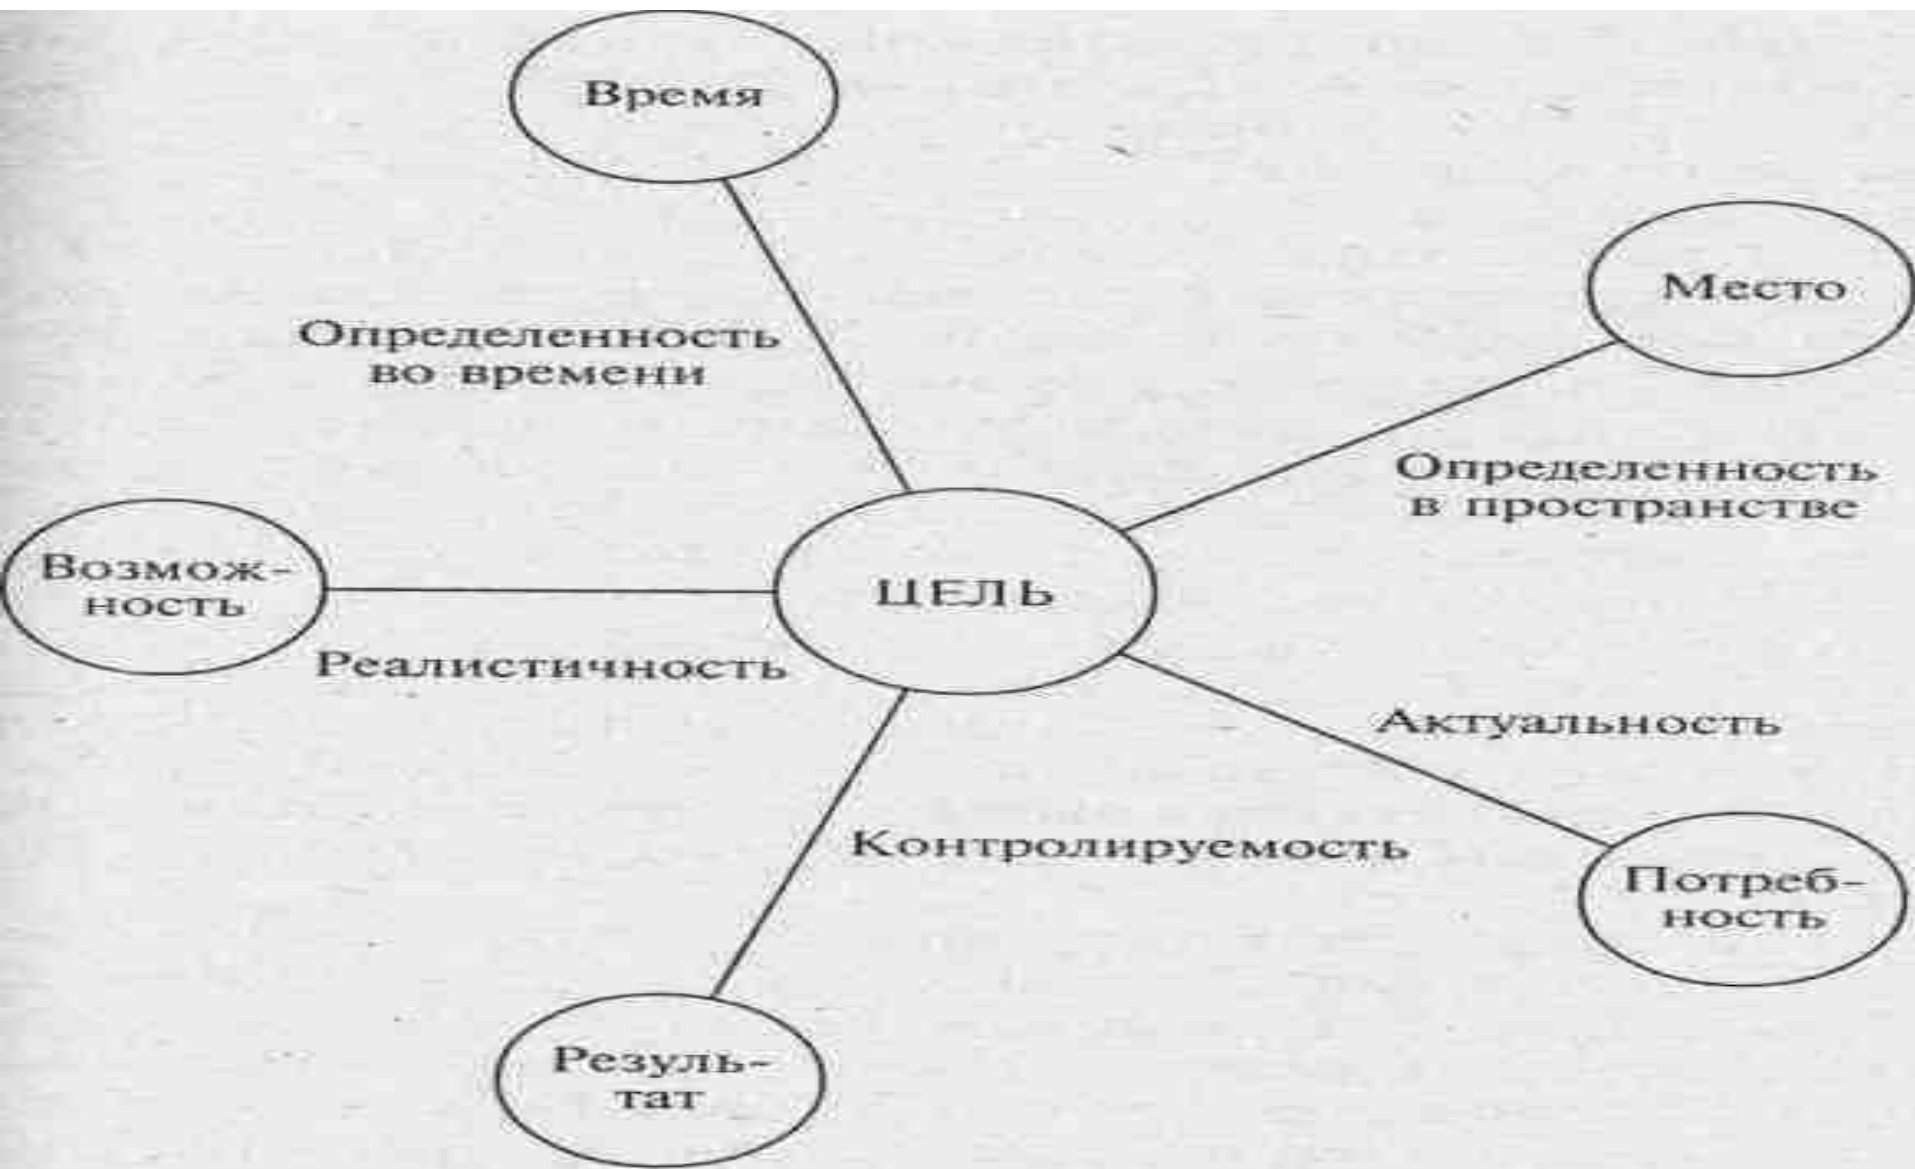 Время
Место
Определенность
во времени
Определенность
в пространстве
Возмож-
ность
ЦЕЛЬ
Реалистичность
Актуальность
Контролируемость
Потреб-
ность
Резуль-
тат